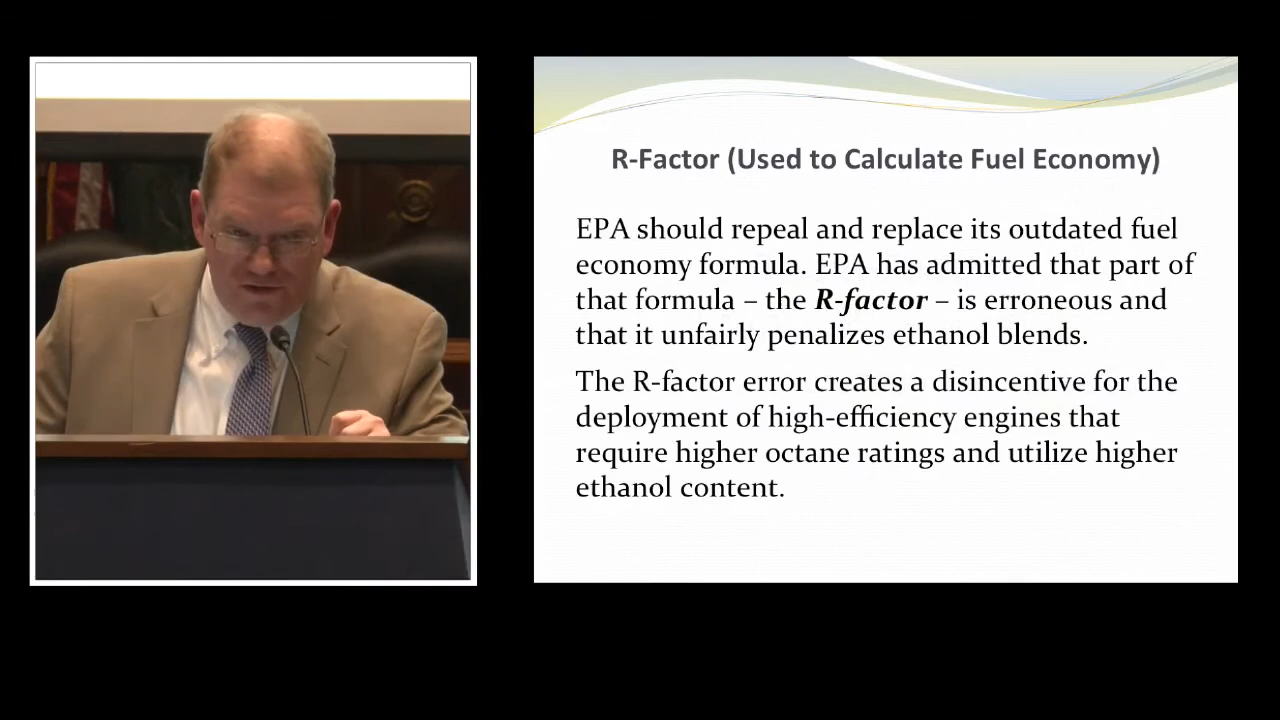 R-Factor (Used to Calculate Fuel Economy)
EPA should repeal and replace its outdated fuel
economy formula. EPA has admitted that part of
that formula – the R-factor – is erroneous and
that it unfairly penalizes ethanol blends.
The R-factor error creates a disincentive for the
deployment of high-efficiency engines that
require higher octane ratings and utilize higher
ethanol content.